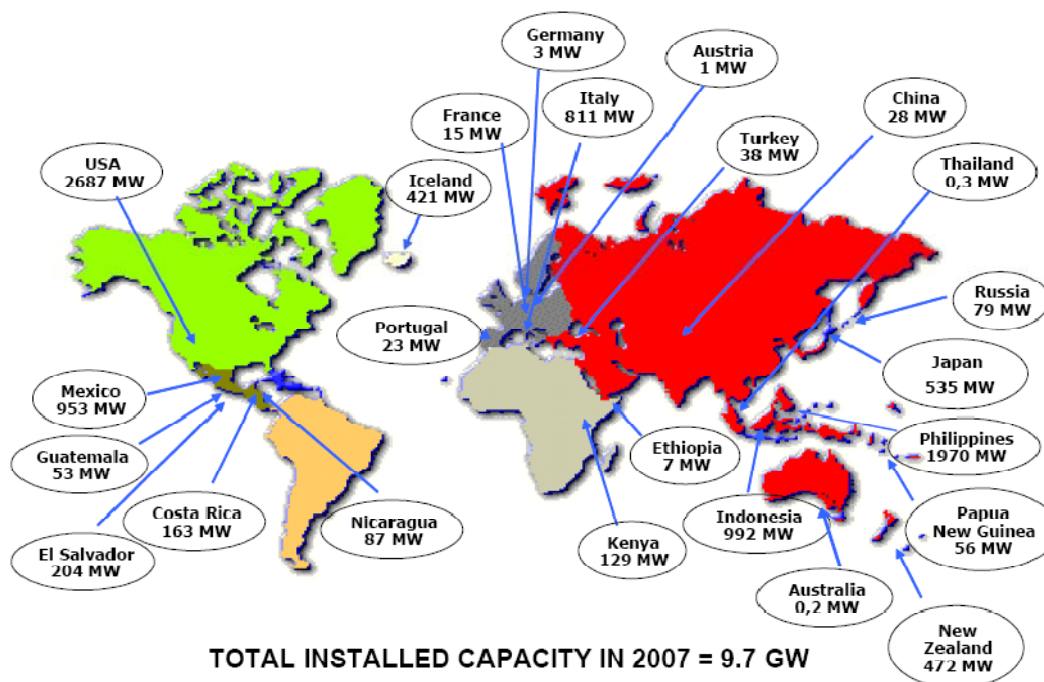 Germany
3 MW
Austria
1 MW
Italy
811 MW
France
15 MW
China
28 MW
Turkey
38 MW
USA
2687 MW
Iceland
421 MW
Thailand
0,3 MW
Russia
79 MW
Portugal
23 MW
Japan
535 MW
Mexico
953 MW
Philippines
1970 MW
Guatemala
53 MW
Ethiopia
7 MW
Costa Rica
163 MW
Nicaragua
87 MW
Indonesia
992 MW
Papua
New Guinea
56 MW
El Salvador
204 MW
Kenya
129 MW
Australia
0,2 MW
New
Zealand
472 MW
TOTAL INSTALLED CAPACITY IN 2007 = 9.7 GW